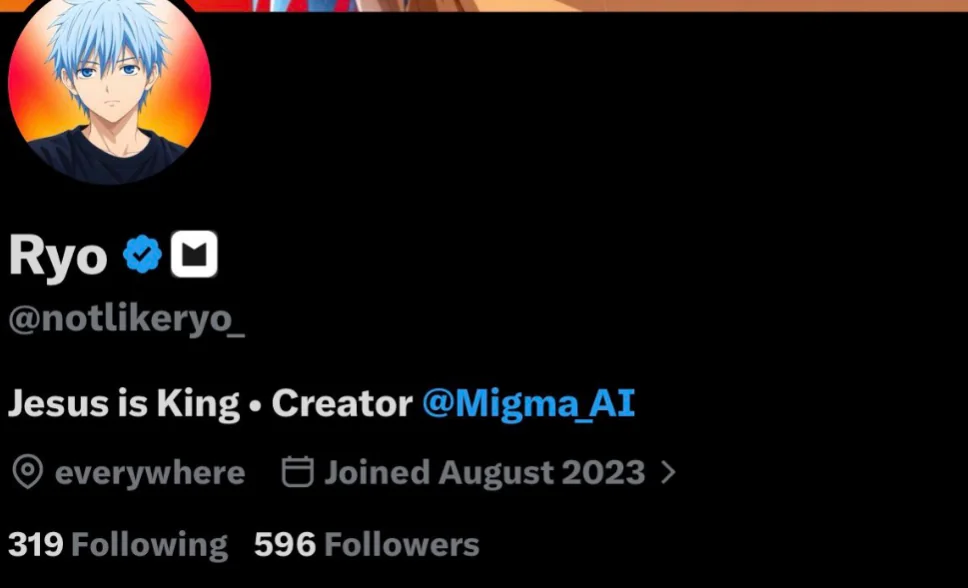 Ryo
@notlikeryo_
Jesus is King • Creator @Migma_AI
everywhere Joined August 2023
319 Following 596 Followers